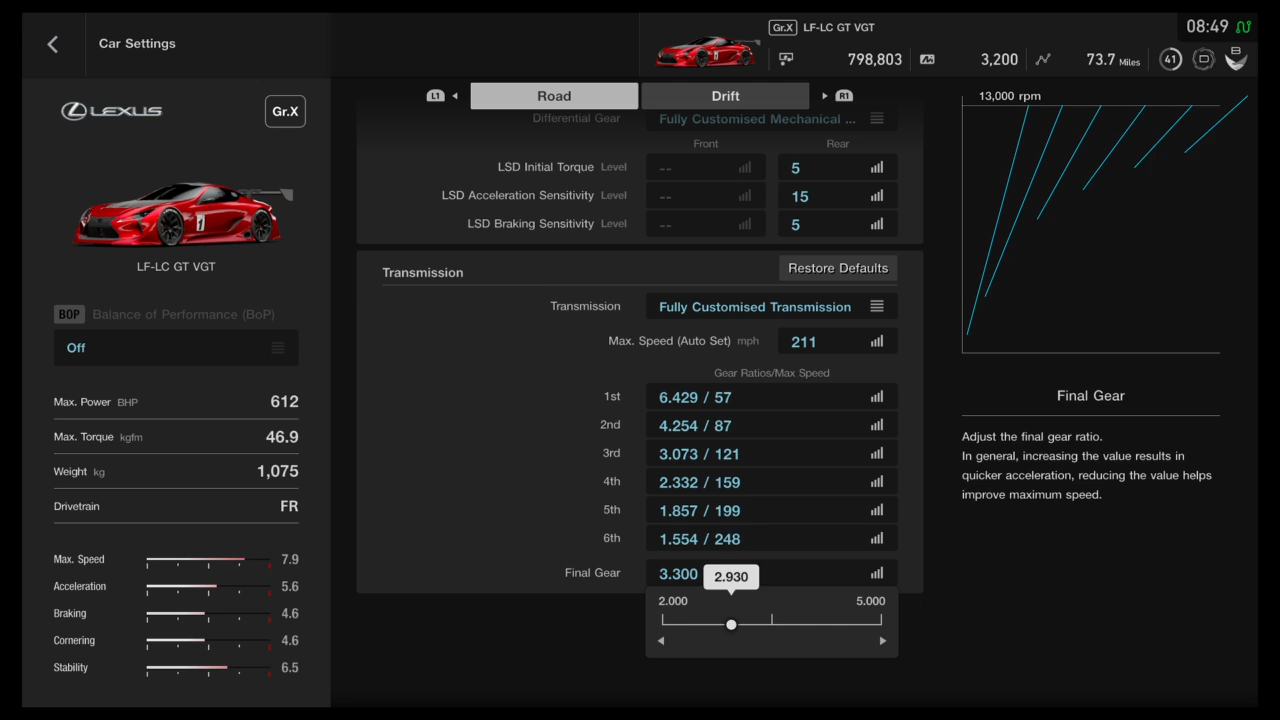 Car Settings
Gr.X LF-LC GT VGT
08:49
798,803 3,200 73.7 Miles 41 B
LEXUS Gr.X
LF-LC GT VGT
BOP Balance of Performance (BoP)
Off
Max. Power BHP 612
Max. Torque kgfm 46.9
Weight kg 1,075
Drivetrain FR
Max. Speed 7.9
Acceleration 5.6
Braking 4.6
Cornering 4.6
Stability 6.5
L1 Road Drift R1
Differential Gear Fully Customised Mechanical ...
Front Rear
LSD Initial Torque Level -- 5
LSD Acceleration Sensitivity Level -- 15
LSD Braking Sensitivity Level -- 5
Transmission Restore Defaults
Transmission Fully Customised Transmission
Max. Speed (Auto Set) mph 211
Gear Ratios/Max Speed
1st 6.429 / 57
2nd 4.254 / 87
3rd 3.073 / 121
4th 2.332 / 159
5th 1.857 / 199
6th 1.554 / 248
Final Gear 3.300 2.930
2.000 5.000
13,000 rpm
Final Gear
Adjust the final gear ratio.
In general, increasing the value results in
quicker acceleration, reducing the value helps
improve maximum speed.